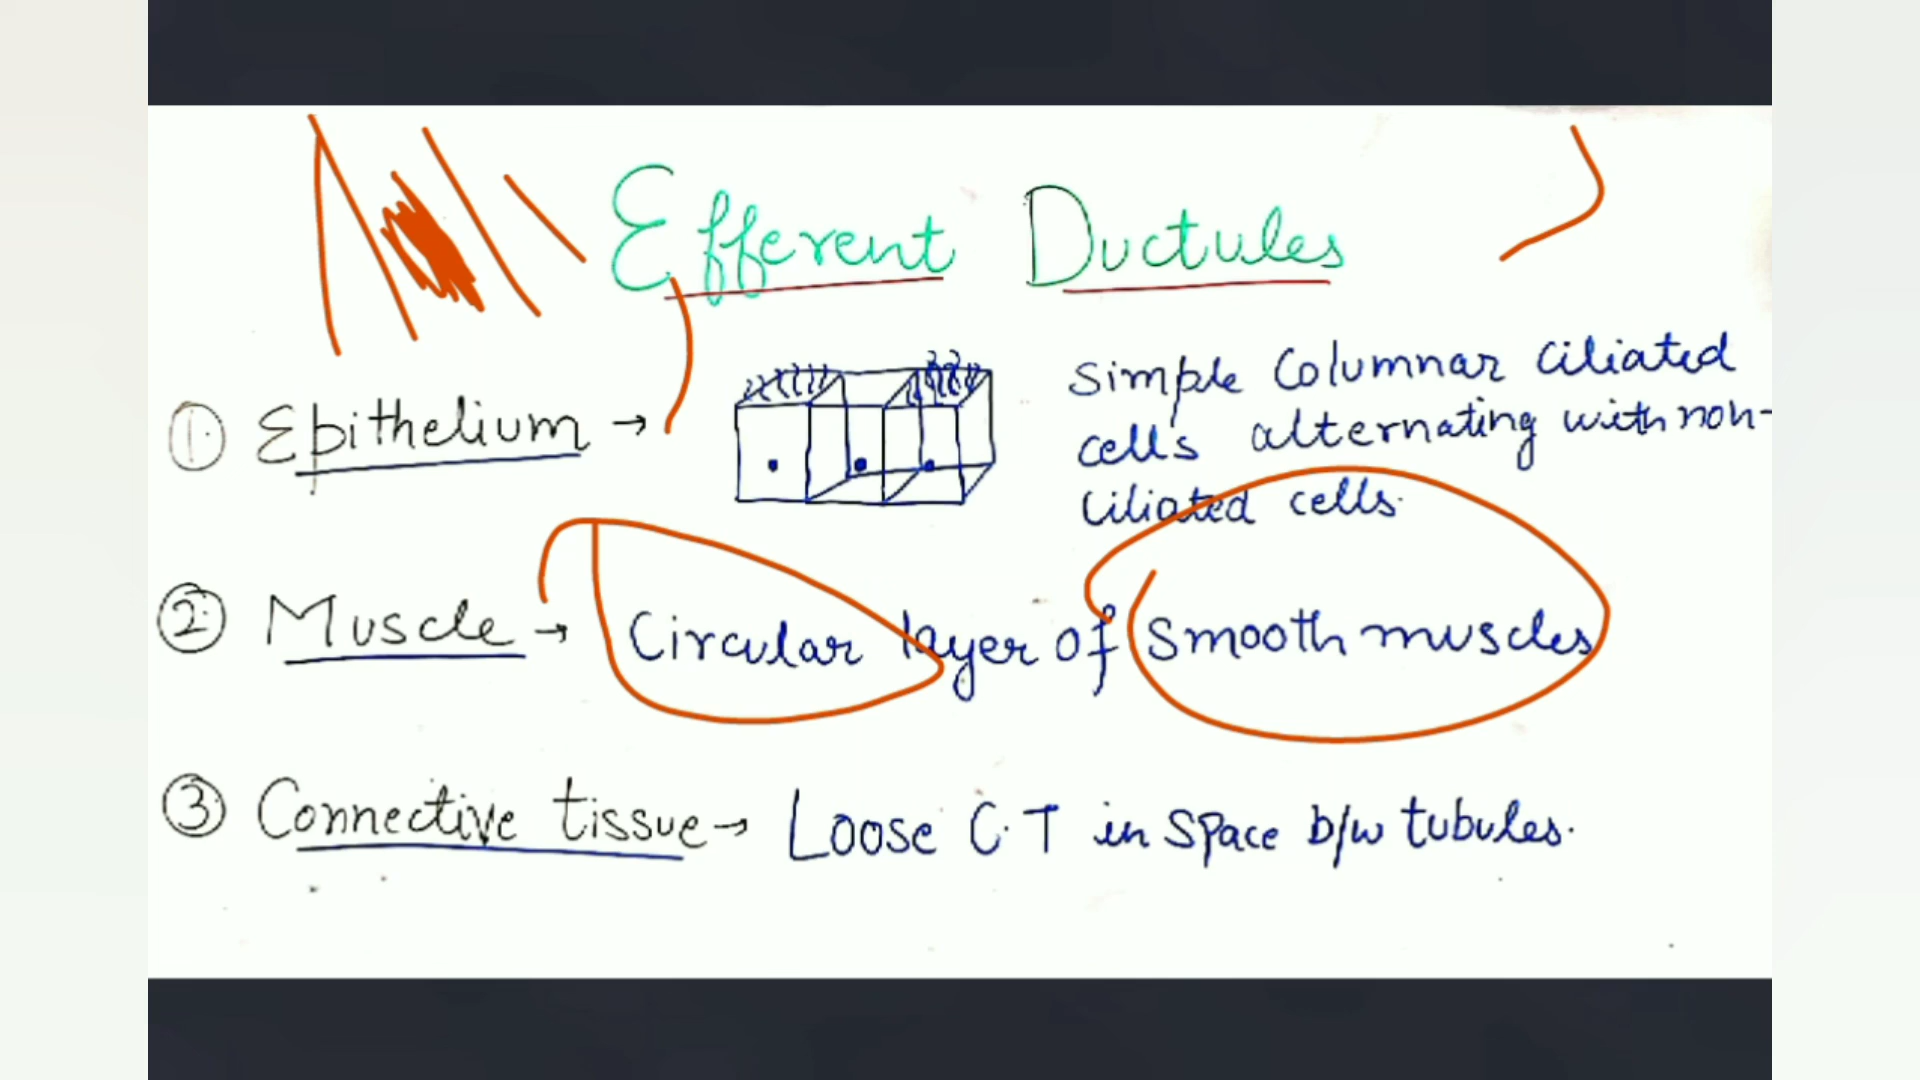 Efferent Ductules
① Epithelium → Simple Columnar Ciliated
cells alternating with non-
ciliated cells.
② Muscle → Circular layer of smooth muscles
③ Connective tissue → Loose C.T in space b/w tubules.